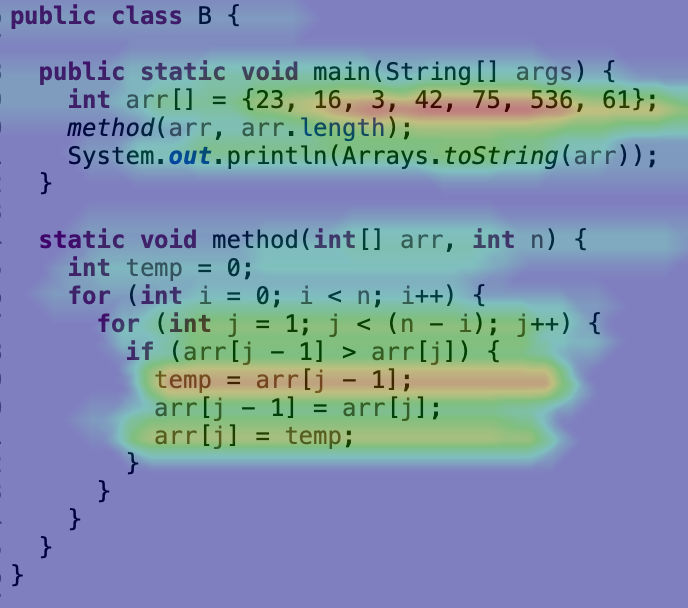 public class B {
public static void main(String[] args) {
int arr[] = {23, 16, 3, 42, 75, 536, 61};
method(arr, arr.length);
System.out.println(Arrays.toString(arr));
}
static void method(int[] arr, int n) {
int temp = 0;
for (int i = 0; i < n; i++) {
for (int j = 1; j < (n - i); j++) {
if (arr[j - 1] > arr[j]) {
temp = arr[j - 1];
arr[j - 1] = arr[j];
arr[j] = temp;
}
}
}
}
}